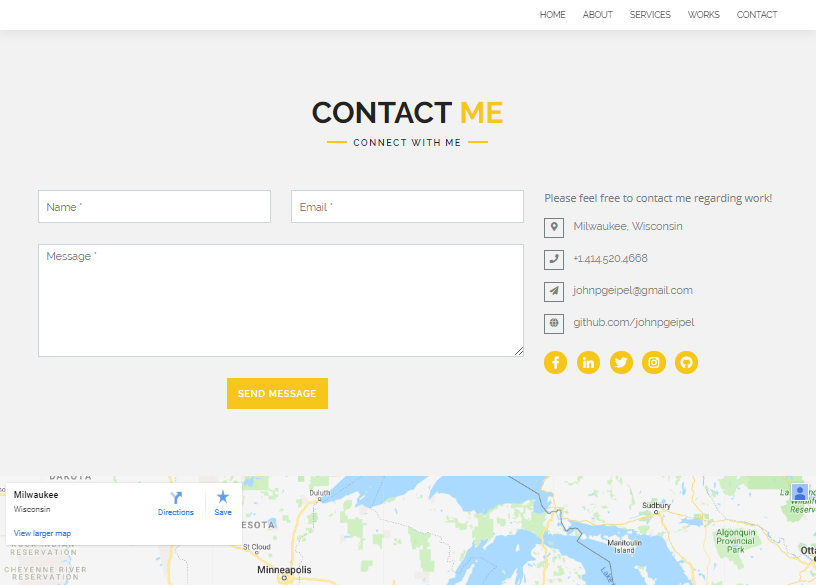 HOME ABOUT SERVICES WORKS CONTACT
CONTACT ME
CONNECT WITH ME
Name *
Email *
Message *
SEND MESSAGE
Please feel free to contact me regarding work!
Milwaukee, Wisconsin
+1.414.520.4668
johnpgeipel@gmail.com
github.com/johnpgeipel
Milwaukee
Wisconsin
Directions
Save
View larger map
DAKOTA
ESOTA
Duluth
St Cloud
Minneapolis
RESERVATION
CHEYENNE RIVER
RESERVATION
Sudbury
Manitoulin
Island
Algonquin
Provincial
Park
Reserv
Otta